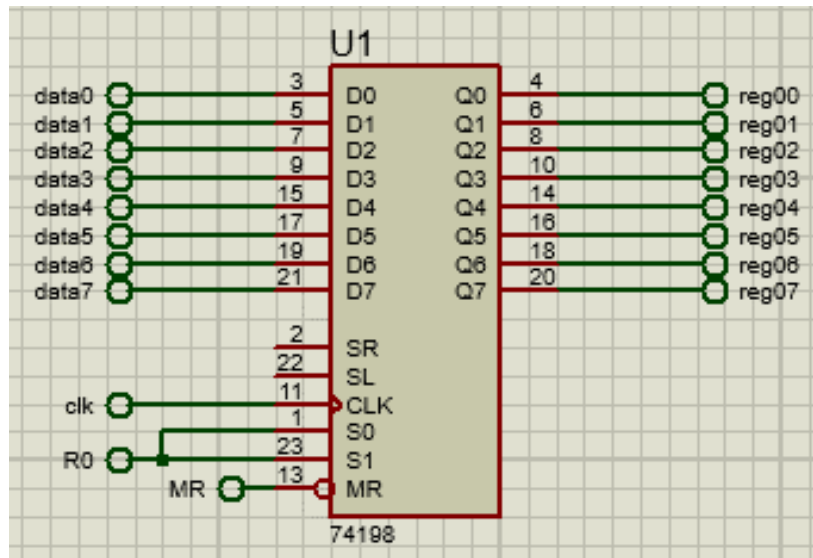 U1
data0 3 D0 Q0 4 reg00
data1 5 D1 Q1 6 reg01
data2 7 D2 Q2 8 reg02
data3 9 D3 Q3 10 reg03
data4 15 D4 Q4 14 reg04
data5 17 D5 Q5 16 reg05
data6 19 D6 Q6 18 reg06
data7 21 D7 Q7 20 reg07
2 SR
22 SL
clk 11 CLK
1 S0
R0 23 S1
MR 13 MR
74198